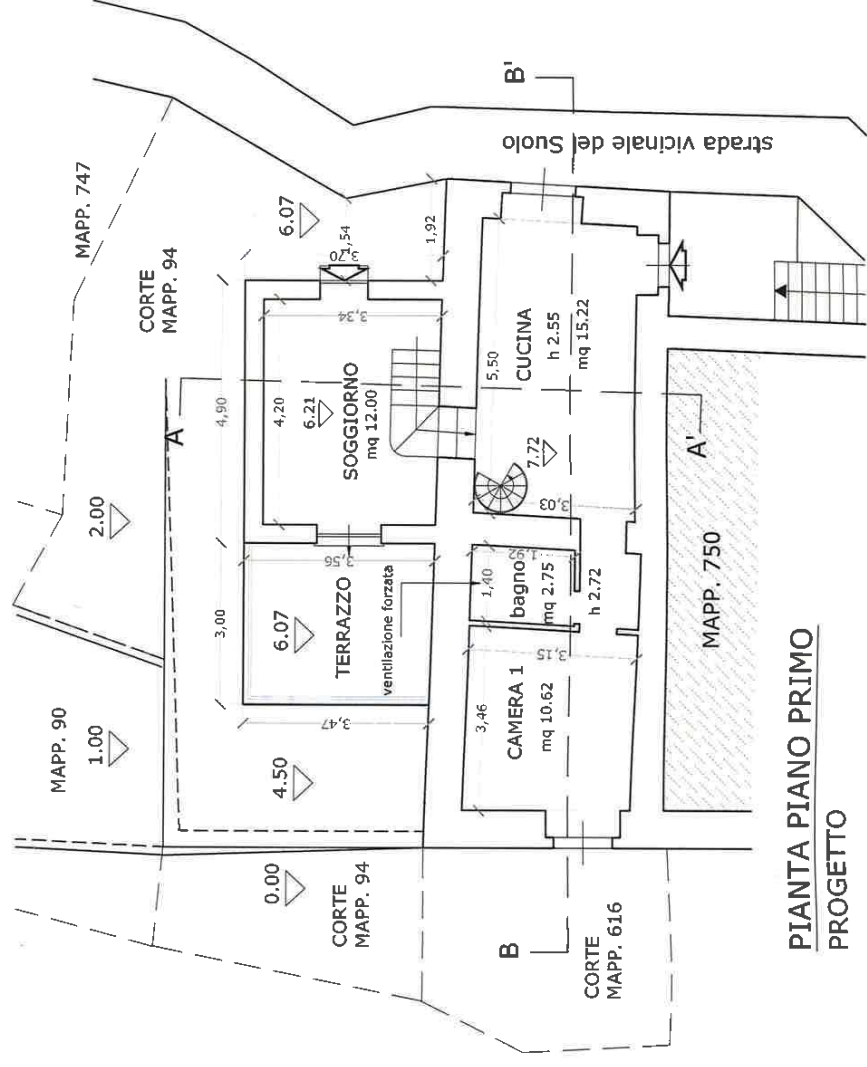 MAPP. 747
CORTE
MAPP. 94
6.07
1,54
3,70
1,92
B'
strada vicinale del Suolo
2.00
A
4,90
4,20
3,34
6.21
SOGGIORNO
mq 12.00
5,50
CUCINA
h 2.55
mq 15.22
7.72
3,03
A'
MAPP. 90
1.00
3,00
3,56
6.07
TERRAZZO
ventilazione forzata
1,40
1,92
bagno
mq 2.75
h 2.72
MAPP. 750
4.50
3,47
3,46
3,15
CAMERA 1
mq 10.62
0.00
CORTE
MAPP. 94
B
CORTE
MAPP. 616
PIANTA PIANO PRIMO
PROGETTO